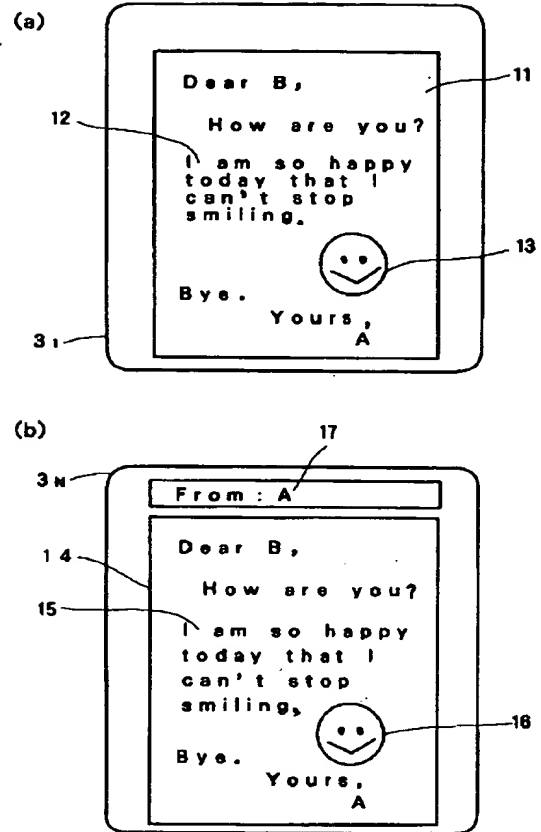 (a)
11
Dear B,
12
How are you?
I am so happy
today that I
can't stop
smiling.
13
Bye.
Yours,
A
3₁
(b)
17
3N
From: A
14
Dear B,
How are you?
15
I am so happy
today that I
can't stop
smiling,
16
Bye.
Yours,
A